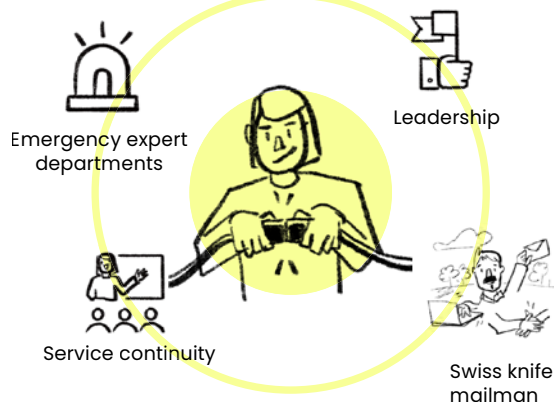 Leadership
Emergency expert
departments
Service continuity
Swiss knife
mailman